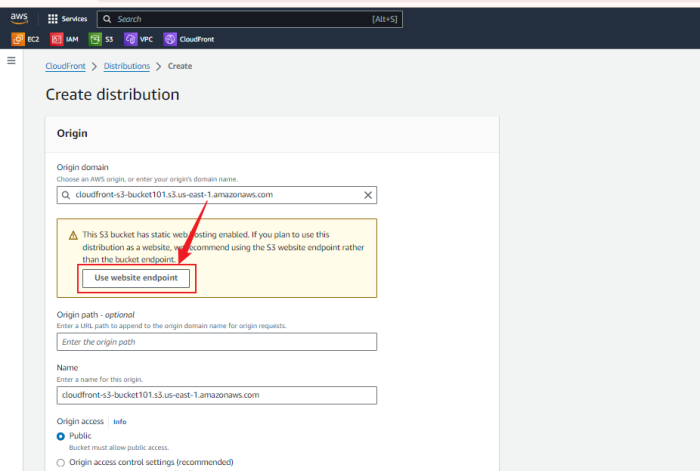 aws
Services
Search
[Alt+S]
EC2
IAM
S3
VPC
CloudFront
CloudFront > Distributions > Create
Create distribution
Origin
Origin domain
Choose an AWS origin, or enter your origin's domain name.
cloudfront-s3-bucket101.s3.us-east-1.amazonaws.com
This S3 bucket has static web hosting enabled. If you plan to use this
distribution as a website, we recommend using the S3 website endpoint rather
than the bucket endpoint.
Use website endpoint
Origin path - optional
Enter a URL path to append to the origin domain name for origin requests.
Enter the origin path
Name
Enter a name for this origin.
cloudfront-s3-bucket101.s3.us-east-1.amazonaws.com
Origin access | Info
Public
Bucket must allow public access.
Origin access control settings (recommended)